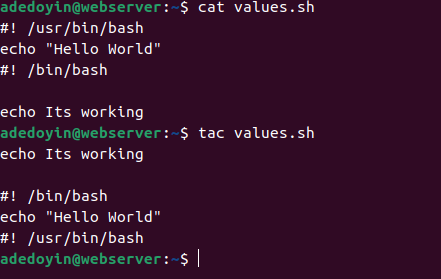 adedoyin@webserver:~$ cat values.sh
#! /usr/bin/bash
echo "Hello World"
#! /bin/bash

echo Its working
adedoyin@webserver:~$ tac values.sh
echo Its working

#! /bin/bash
echo "Hello World"
#! /usr/bin/bash
adedoyin@webserver:~$